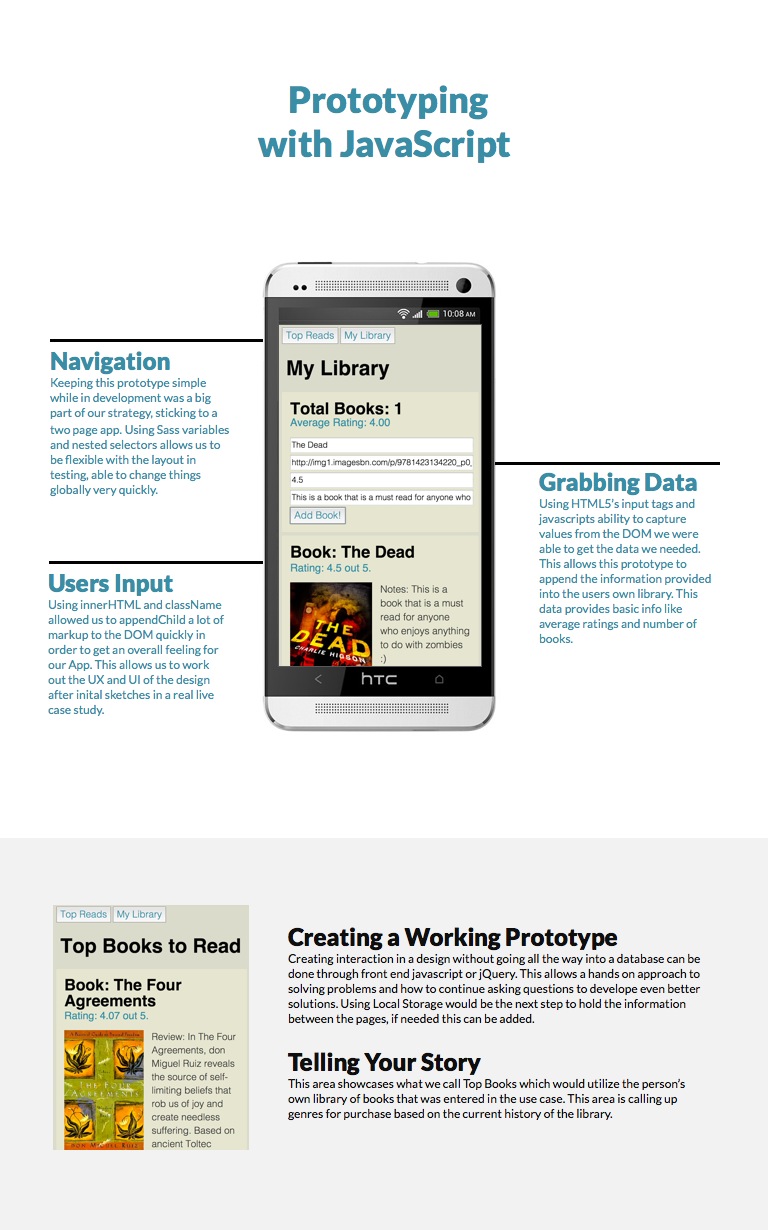 Prototyping
with JavaScript
10:08 AM
Top Reads My Library
My Library
Total Books: 1
Average Rating: 4.00
The Dead
http://img1.imagesbn.com/p/9781423134220_p0_
4.5
This is a book that is a must read for anyone who
Add Book!
Book: The Dead
Rating: 4.5 out 5.
THE
DEAD
CHARLIE HIGSON
Notes: This is a
book that is a must
read for anyone
who enjoys anything
to do with zombies
:)
hTC
Navigation
Keeping this prototype simple
while in development was a big
part of our strategy, sticking to a
two page app. Using Sass variables
and nested selectors allows us to
be flexible with the layout in
testing, able to change things
globally very quickly.
Grabbing Data
Using HTML5's input tags and
javascripts ability to capture
values from the DOM we were
able to get the data we needed.
This allows this prototype to
append the information provided
into the users own library. This
data provides basic info like
average ratings and number of
books.
Users Input
Using innerHTML and className
allowed us to appendChild a lot of
markup to the DOM quickly in
order to get an overall feeling for
our App. This allows us to work
out the UX and UI of the design
after inital sketches in a real live
case study.
Top Reads My Library
Top Books to Read
Book: The Four
Agreements
Rating: 4.07 out 5.
THE FOUR
AGREEMENTS
DON MIGUEL RUIZ
Review: In The Four
Agreements, don
Miguel Ruiz reveals
the source of self-
limiting beliefs that
rob us of joy and
create needless
suffering. Based on
ancient Toltec
Creating a Working Prototype
Creating interaction in a design without going all the way into a database can be
done through front end javascript or jQuery. This allows a hands on approach to
solving problems and how to continue asking questions to develope even better
solutions. Using Local Storage would be the next step to hold the information
between the pages, if needed this can be added.
Telling Your Story
This area showcases what we call Top Books which would utilize the person's
own library of books that was entered in the use case. This area is calling up
genres for purchase based on the current history of the library.